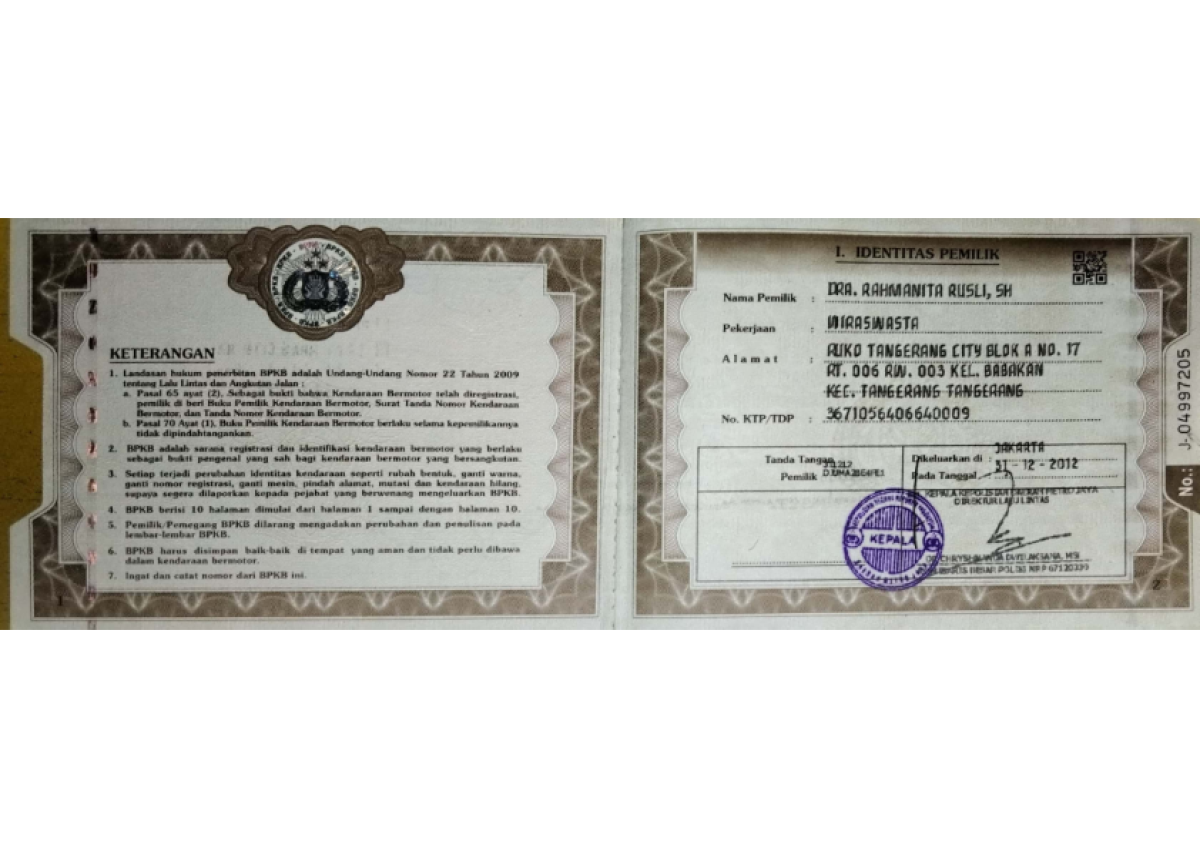 KETERANGAN
1. Landasan hukum penerbitan BPKB adalah Undang-Undang Nomor 22 Tahun 2009
tentang Lalu Lintas dan Angkutan Jalan :
a. Pasal 65 ayat (2), Sebagai bukti bahwa Kendaraan Bermotor telah diregistrasi,
pemilik di beri Buku Pemilik Kendaraan Bermotor, Surat Tanda Nomor Kendaraan
Bermotor, dan Tanda Nomor Kendaraan Bermotor.
b. Pasal 70 Ayat (1), Buku Pemilik Kendaraan Bermotor berlaku selama kepemilikannya
tidak dipindahtangankan.
2. BPKB adalah sarana registrasi dan identifikasi kendaraan bermotor yang berlaku
sebagai bukti pengenal yang sah bagi kendaraan bermotor yang bersangkutan.
3. Setiap terjadi perubahan identitas kendaraan seperti rubah bentuk, ganti warna,
ganti nomor registrasi, ganti mesin, pindah alamat, mutasi dan kendaraan hilang,
supaya segera dilaporkan kepada pejabat yang berwenang mengeluarkan BPKB.
4. BPKB berisi 10 halaman dimulai dari halaman 1 sampai dengan halaman 10.
5. Pemilik/Pemegang BPKB dilarang mengadakan perubahan dan penulisan pada
lembar-lembar BPKB.
6. BPKB harus disimpan baik-baik di tempat yang aman dan tidak perlu dibawa
dalam kendaraan bermotor.
7. Ingat dan catat nomor dari BPKB ini.
1
I. IDENTITAS PEMILIK
Nama Pemilik : DRA. RAHMANITA RUSLI, SH
Pekerjaan : WIRASWASTA
Alamat : RUKO TANGERANG CITY BLOK A NO. 17
RT. 006 RW. 003 KEL. BABAKAN
KEC. TANGERANG TANGERANG
No. KTP/TDP : 3671056406640009
Tanda Tangan
Pemilik
Dikeluarkan di : JAKARTA
Pada Tanggal 31 - 12 - 2012
KEPALA KEPOLISIAN DAERAH METRO JAYA
DIREKTUR LALU LINTAS
KEPALA
2
No.: J-04997205